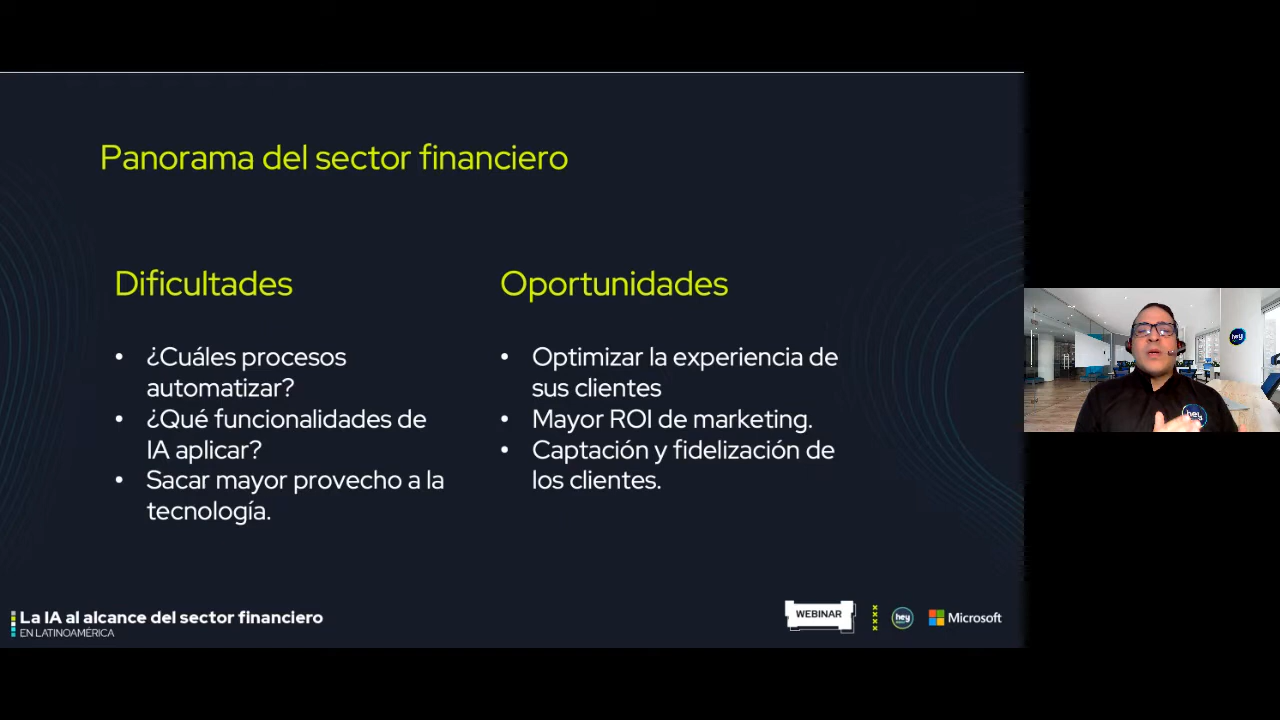 Panorama del sector financiero
Dificultades
• ¿Cuáles procesos
automatizar?
• ¿Qué funcionalidades de
IA aplicar?
• Sacar mayor provecho a la
tecnología.
Oportunidades
• Optimizar la experiencia de
sus clientes
• Mayor ROI de marketing.
• Captación y fidelización de
los clientes.
La IA al alcance del sector financiero
EN LATINOAMÉRICA
WEBINAR
hey
Microsoft
hey
hey